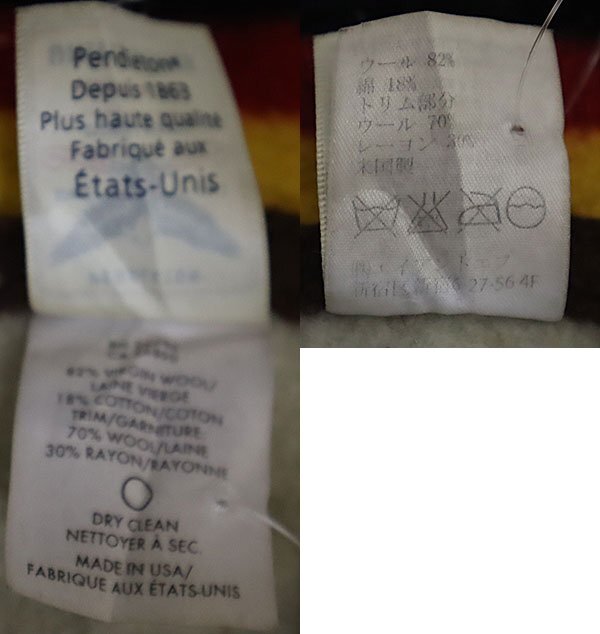 Pendleton®
Depuis 1863
Plus haute qualité
Fabriqué aux
États-Unis
82% VIRGIN WOOL/
LAINE VIERGE
18% COTTON/COTON
TRIM/GARNITURE:
70% WOOL/LAINE
30% RAYON/RAYONNE
DRY CLEAN
NETTOYER À SEC.
MADE IN USA/
FABRIQUE AUX ÉTATS-UNIS
ウール 82%
綿 18%
トリム部分
ウール 70%
レーヨン 30%
米国製
27-56 4F